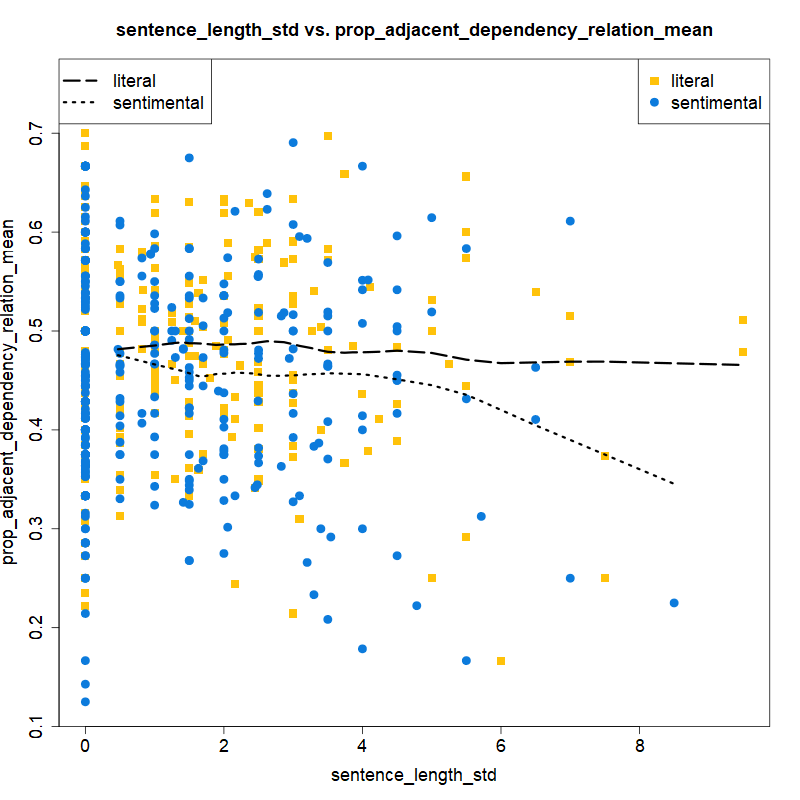 sentence_length_std vs. prop_adjacent_dependency_relation_mean
literal
sentimental
literal
sentimental
prop_adjacent_dependency_relation_mean
0.7
0.6
0.5
0.4
0.3
0.2
0.1
0 2 4 6 8
sentence_length_std